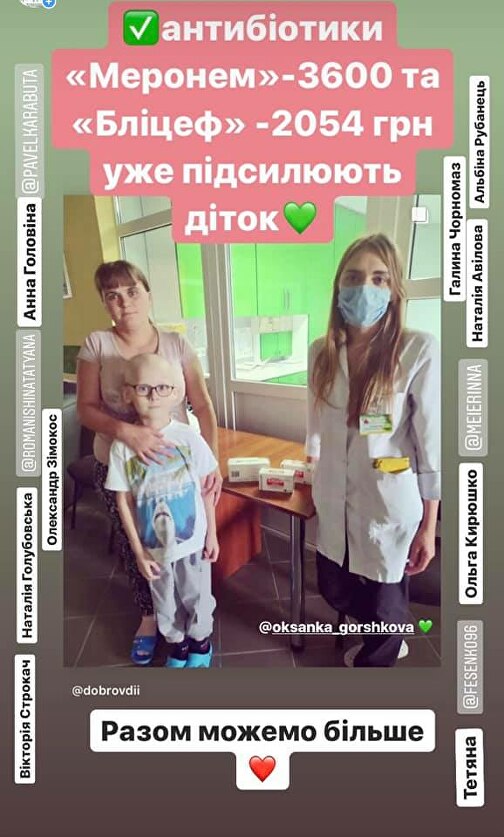 ✅антибіотики
«Меронем»-3600 та
«Бліцеф» -2054 грн
уже підсилюють
діток💚
@PAVELKARABUTA
Анна Головіна
@ROMANISHINATATYANA
Олександр Зімокос
Наталія Голубовська
Вікторія Строкач
Альбіна Рубанець
Галина Чорномаз
Наталія Авілова
@MEIERINNA
Ольга Кирюшко
@FESENKO96
Тетяна
@oksanka_gorshkova 💚
@dobrovdii
Разом можемо більше
❤️